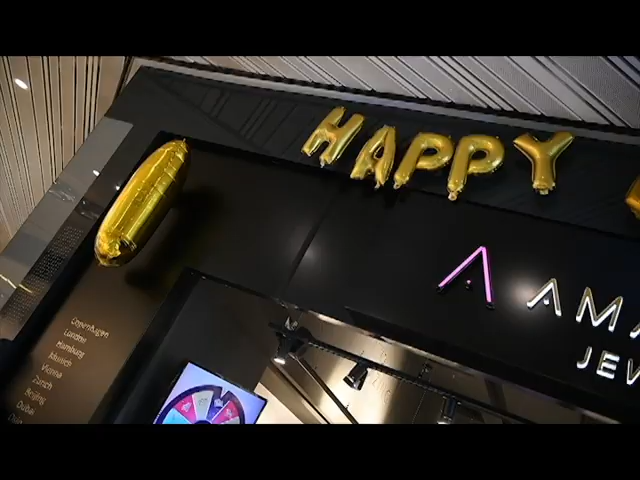 HAPPY
AMA
JEW
Copenhagen
London
Hamburg
Munich
Vienna
Zurich
Beijing
Dubai